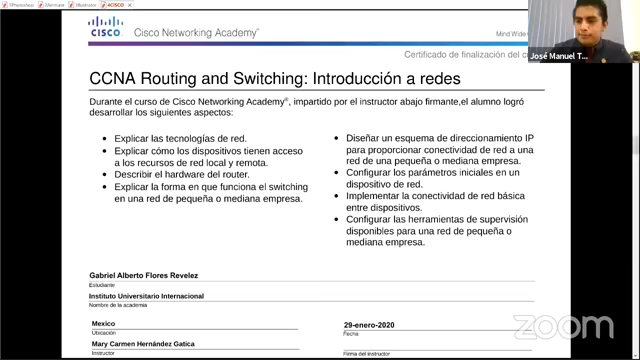 1Photoshop
2Animate
3Illustrator
4CISCO
CISCO.
Cisco Networking Academy®
Mind Wide
José Manuel T...
Certificado de finalización del c
CCNA Routing and Switching: Introducción a redes
Durante el curso de Cisco Networking Academy®, impartido por el instructor abajo firmante,el alumno logró
desarrollar los siguientes aspectos:
• Explicar las tecnologías de red.
• Explicar cómo los dispositivos tienen acceso
a los recursos de red local y remota.
• Describir el hardware del router.
• Explicar la forma en que funciona el switching
en una red de pequeña o mediana empresa.
• Diseñar un esquema de direccionamiento IP
para proporcionar conectividad de red a una
red de una pequeña o mediana empresa.
• Configurar los parámetros iniciales en un
dispositivo de red.
• Implementar la conectividad de red básica
entre dispositivos.
• Configurar las herramientas de supervisión
disponibles para una red de pequeña o
mediana empresa.
Gabriel Alberto Flores Revelez
Estudiante
Instituto Universitario Internacional
Nombre de la academia
Mexico
Ubicación
29-enero-2020
Fecha
Mary Carmen Hernández Gatica
Instructor
Firma del instructor
zoom